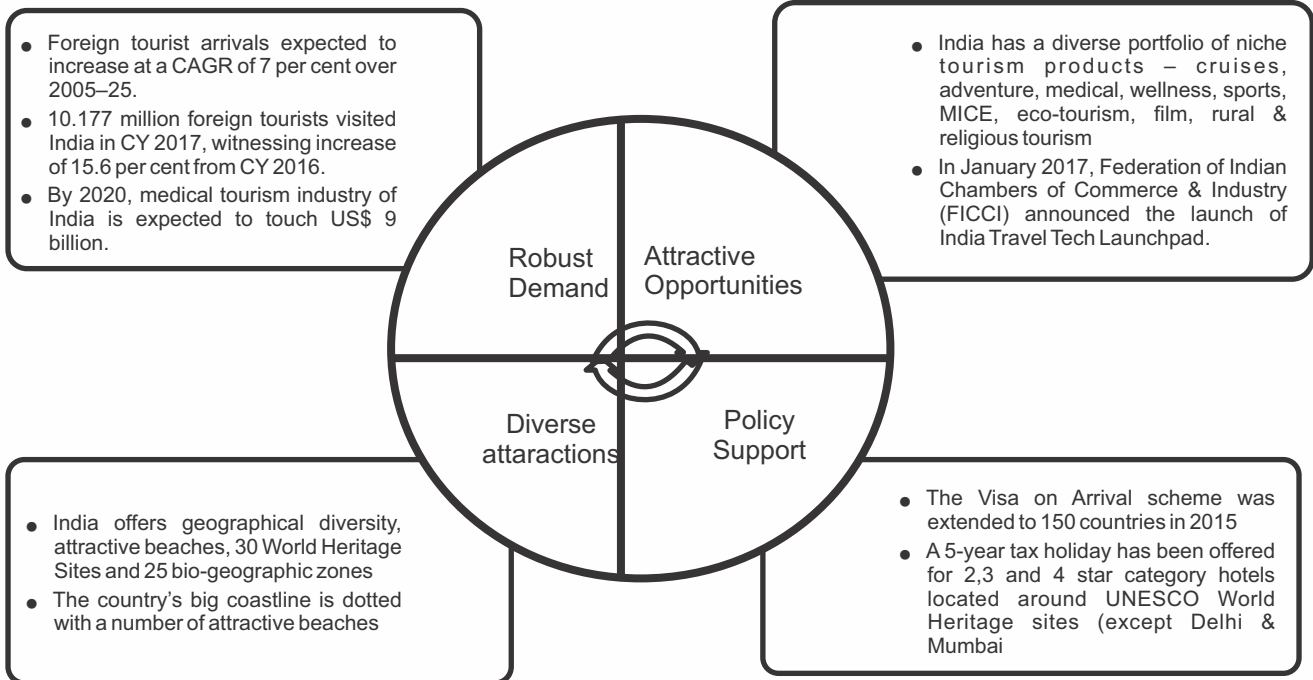 ● Foreign tourist arrivals expected to
increase at a CAGR of 7 per cent over
2005–25.
● 10.177 million foreign tourists visited
India in CY 2017, witnessing increase
of 15.6 per cent from CY 2016.
● By 2020, medical tourism industry of
India is expected to touch US$ 9
billion.
● India has a diverse portfolio of niche
tourism products – cruises,
adventure, medical, wellness, sports,
MICE, eco-tourism, film, rural &
religious tourism
● In January 2017, Federation of Indian
Chambers of Commerce & Industry
(FICCI) announced the launch of
India Travel Tech Launchpad.
Robust
Demand
Attractive
Opportunities
Diverse
attaractions
Policy
Support
● India offers geographical diversity,
attractive beaches, 30 World Heritage
Sites and 25 bio-geographic zones
● The country's big coastline is dotted
with a number of attractive beaches
● The Visa on Arrival scheme was
extended to 150 countries in 2015
● A 5-year tax holiday has been offered
for 2,3 and 4 star category hotels
located around UNESCO World
Heritage sites (except Delhi &
Mumbai